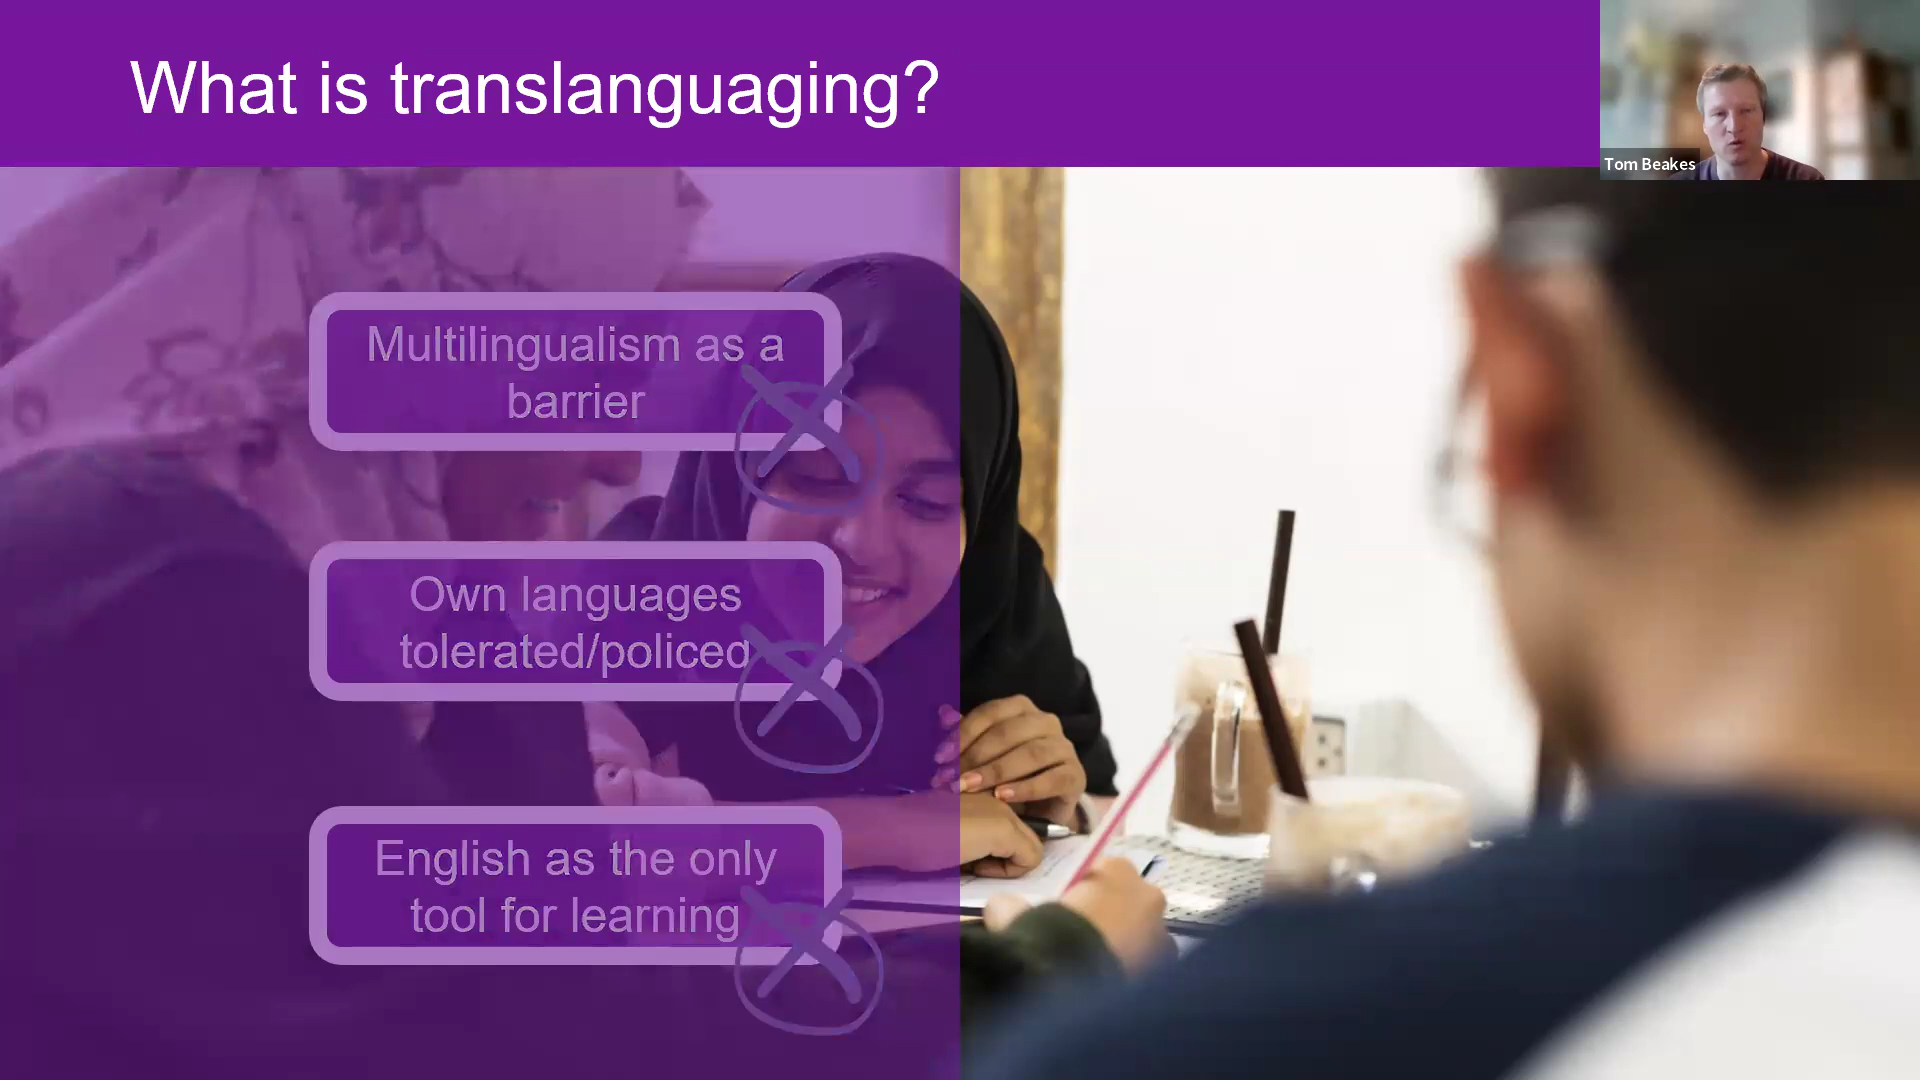 What is translanguaging?
Tom Beakes
Multilingualism as a
barrier
Own languages
tolerated/policed
English as the only
tool for learning